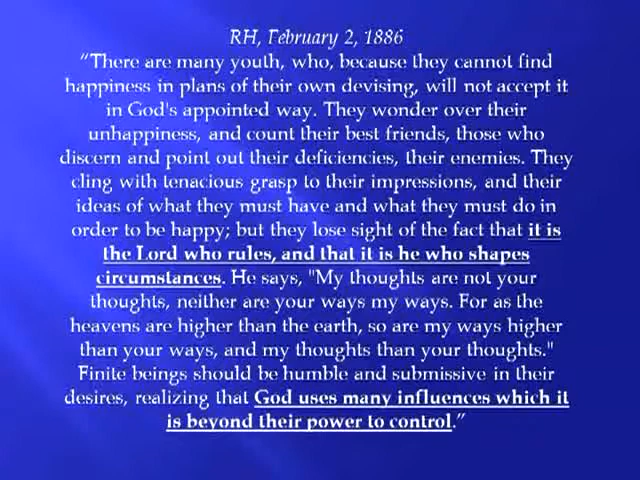 RH, February 2, 1886
“There are many youth, who, because they cannot find
happiness in plans of their own devising, will not accept it
in God's appointed way. They wonder over their
unhappiness, and count their best friends, those who
discern and point out their deficiencies, their enemies. They
cling with tenacious grasp to their impressions, and their
ideas of what they must have and what they must do in
order to be happy; but they lose sight of the fact that it is
the Lord who rules, and that it is he who shapes
circumstances. He says, "My thoughts are not your
thoughts, neither are your ways my ways. For as the
heavens are higher than the earth, so are my ways higher
than your ways, and my thoughts than your thoughts."
Finite beings should be humble and submissive in their
desires, realizing that God uses many influences which it
is beyond their power to control.”